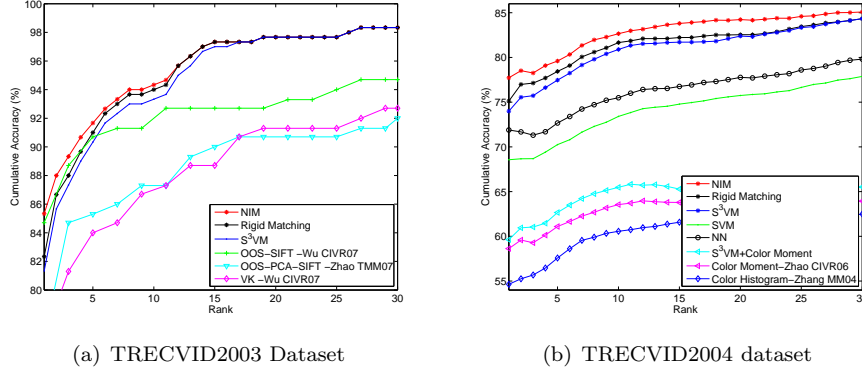 100
98
96
94
92
90
88
86
84
82
80
5
10
15
20
25
30
Cumulative Accuracy (%)
Rank
NIM
Rigid Matching
S³VM
OOS−SIFT −Wu CIVR07
OOS−PCA−SIFT −Zhao TMM07
VK −Wu CIVR07
(a) TRECVID2003 Dataset
85
80
75
70
65
60
55
5
10
15
Cumulative Accuracy (%)
Rank
NIM
Rigid Matching
S³VM
SVM
NN
S³VM+Color Moment
Color Moment−Zhao CIVR06
Color Histogram−Zhang MM04
(b) TRECVID2004 dataset